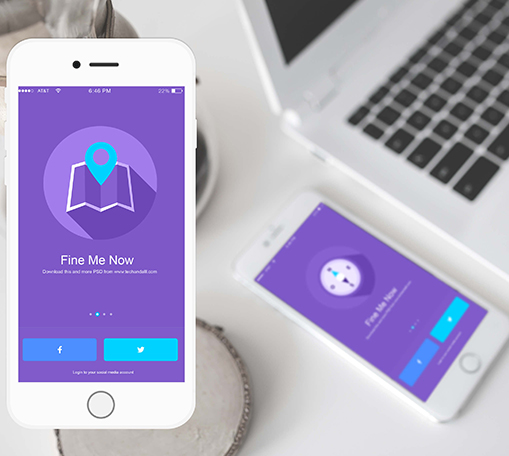 AT&T 6:46 PM 22%
Fine Me Now
Download this and more PSD from www.techandall.com
f
Login to your social media account
Fine Me Now
f